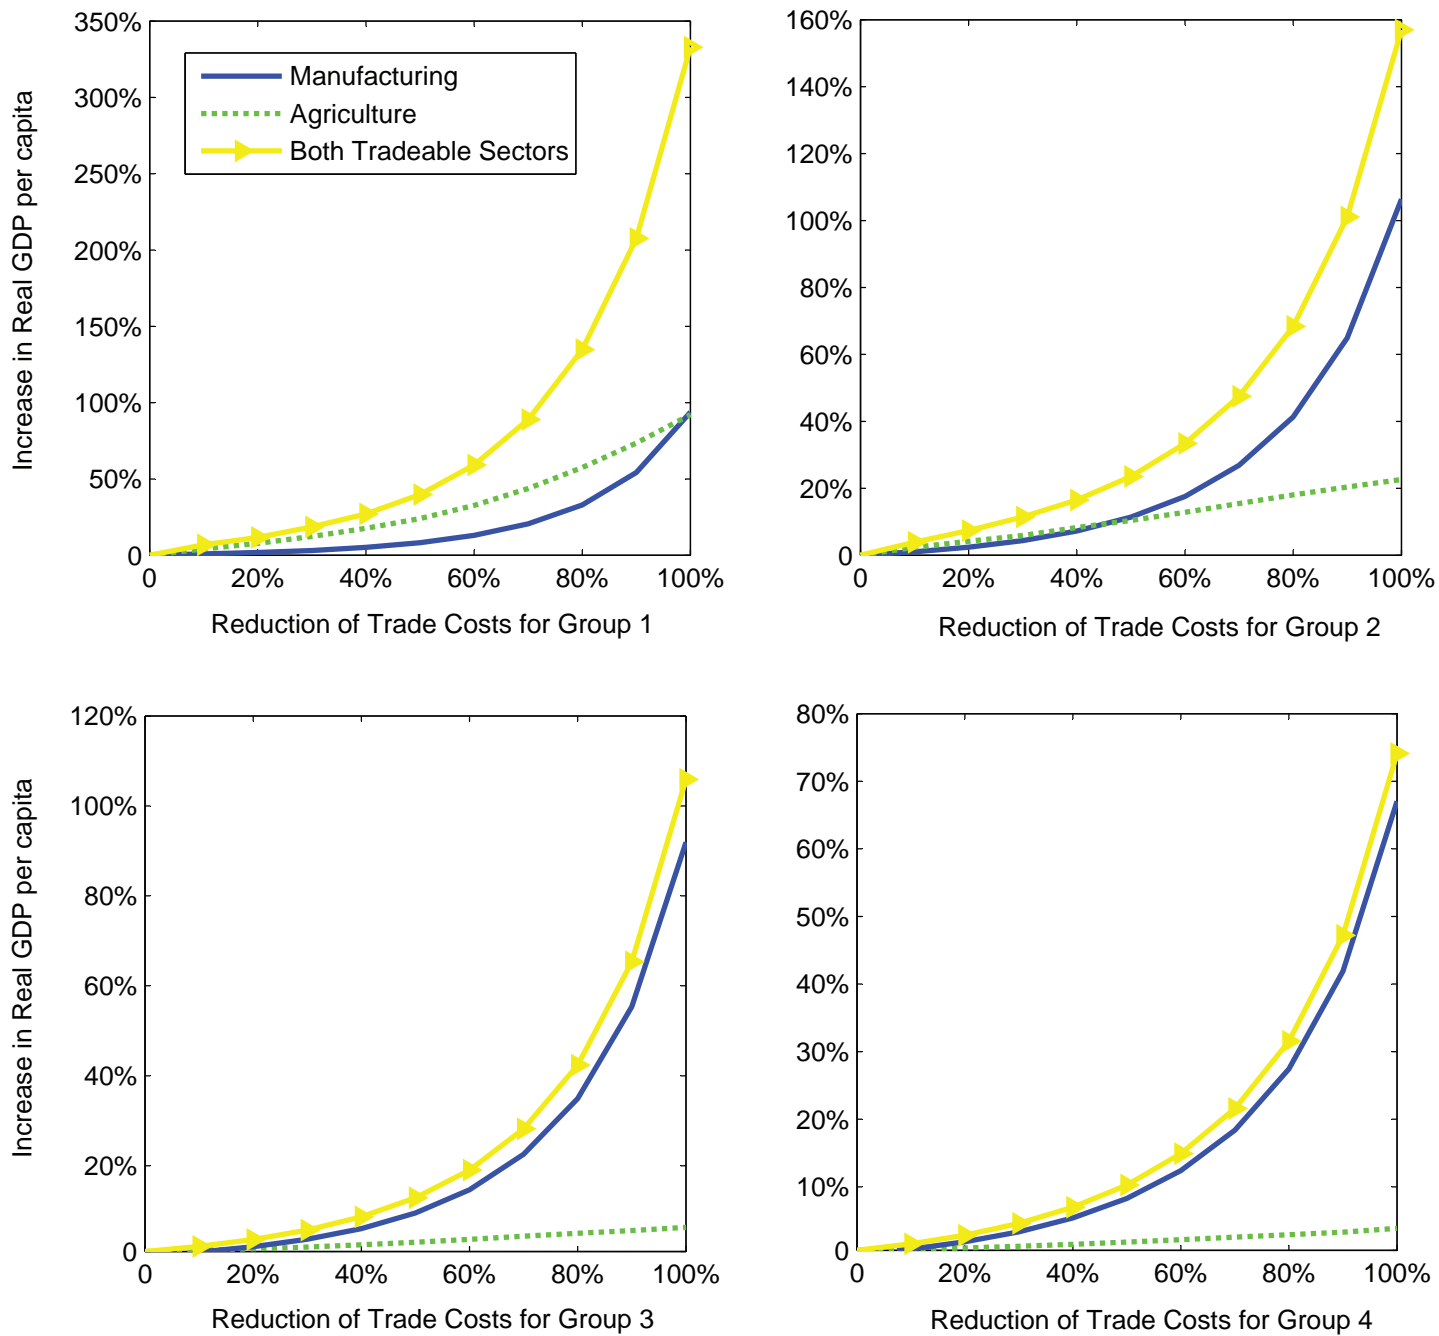 350%
300%
250%
200%
150%
100%
50%
0
Increase in Real GDP per capita
Manufacturing
Agriculture
Both Tradeable Sectors
0 20% 40% 60% 80% 100%
Reduction of Trade Costs for Group 1
160%
140%
120%
100%
80%
60%
40%
20%
0
0 20% 40% 60% 80% 100%
Reduction of Trade Costs for Group 2
120%
100%
80%
60%
40%
20%
0
Increase in Real GDP per capita
0 20% 40% 60% 80% 100%
Reduction of Trade Costs for Group 3
80%
70%
60%
50%
40%
30%
20%
10%
0
0 20% 40% 60% 80% 100%
Reduction of Trade Costs for Group 4